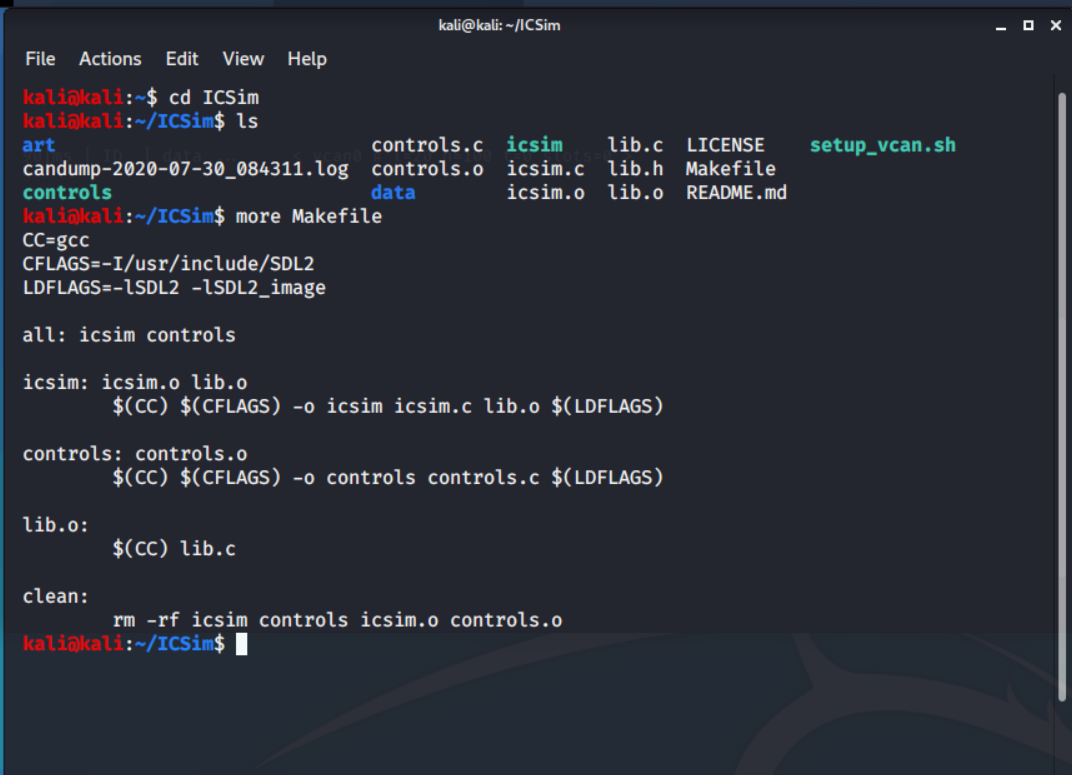 kali@kali: ~/ICSim
File Actions Edit View Help
kali@kali:~$ cd ICSim
kali@kali:~/ICSim$ ls
art controls.c icsim lib.c LICENSE setup_vcan.sh
candump-2020-07-30_084311.log controls.o icsim.c lib.h Makefile
controls data icsim.o lib.o README.md
kali@kali:~/ICSim$ more Makefile
CC=gcc
CFLAGS=-I/usr/include/SDL2
LDFLAGS=-lSDL2 -lSDL2_image
all: icsim controls
icsim: icsim.o lib.o
$(CC) $(CFLAGS) -o icsim icsim.c lib.o $(LDFLAGS)
controls: controls.o
$(CC) $(CFLAGS) -o controls controls.c $(LDFLAGS)
lib.o:
$(CC) lib.c
clean:
rm -rf icsim controls icsim.o controls.o
kali@kali:~/ICSim$